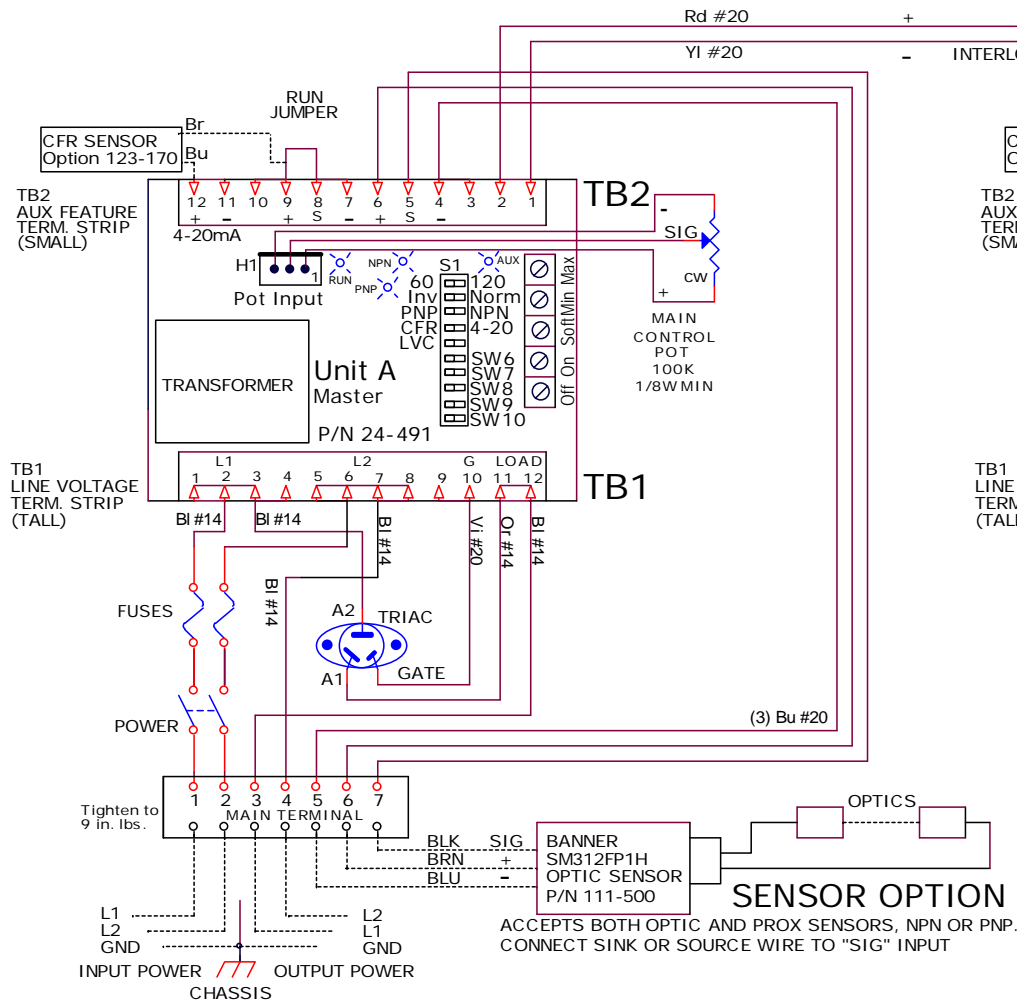 Rd #20 +
Yl #20 - INTERLO
RUN
JUMPER
Br
CFR SENSOR
Option 123-170
Bu
TB2
AUX FEATURE
TERM. STRIP
(SMALL)
12 11 10 9 8 7 6 5 4 3 2 1
+ - + S - + S -
4-20mA
TB2
H1
1
Pot Input
RUN
NPN
PNP
AUX
S1
60 120
Inv Norm
PNP NPN
CFR 4-20
LVC
SW6
SW7
SW8
SW9
SW10
Off On Soft Min Max
-
SIG
cw
+
MAIN
CONTROL
POT
100K
1/8W MIN
C
C
TB2
AUX
TER
(SMA
TRANSFORMER
Unit A
Master
P/N 24-491
TB1
LINE VOLTAGE
TERM. STRIP
(TALL)
L1 L2 G LOAD
1 2 3 4 5 6 7 8 9 10 11 12
TB1
TB1
LINE
TERM
(TALL
Bl #14
Bl #14
Bl #14
Bl #14
Vi #20
Or #14
Bl #14
FUSES
A2
TRIAC
A1
GATE
POWER
(3) Bu #20
1 2 3 4 5 6 7
MAIN TERMINAL
Tighten to
9 in. lbs.
OPTICS
BLK SIG
BRN +
BLU -
BANNER
SM312FP1H
OPTIC SENSOR
P/N 111-500
SENSOR OPTION
ACCEPTS BOTH OPTIC AND PROX SENSORS, NPN OR PNP.
CONNECT SINK OR SOURCE WIRE TO "SIG" INPUT
L1 L2
L2 L1
GND GND
INPUT POWER OUTPUT POWER
CHASSIS